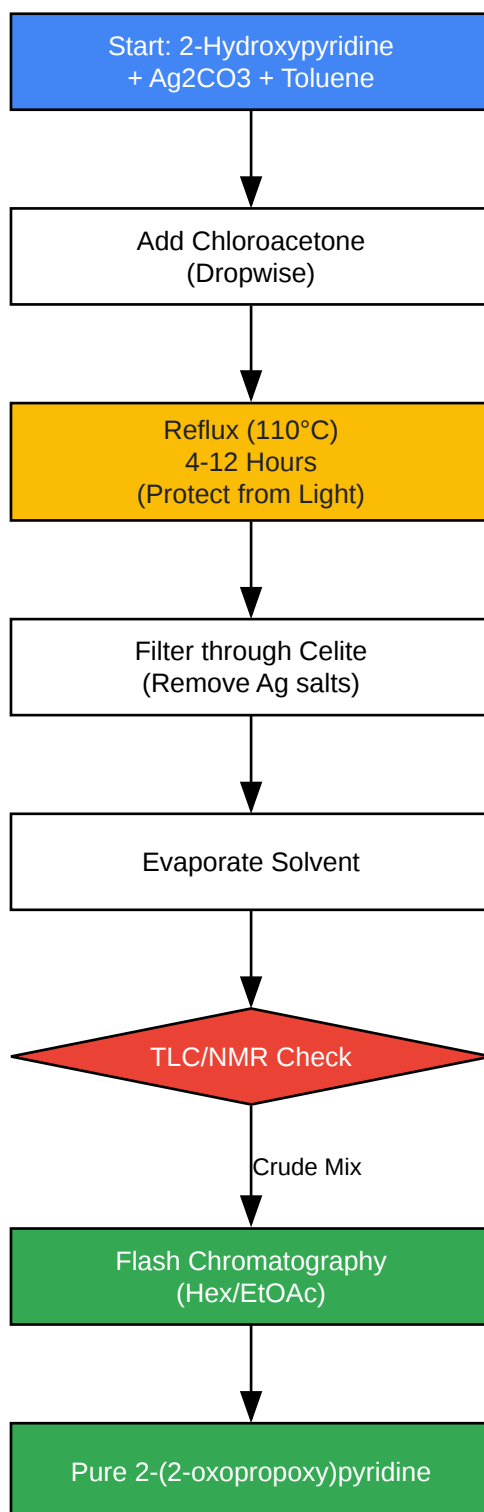 Start: 2-Hydroxypyridine
+ Ag2CO3 + Toluene
Add Chloroacetone
(Dropwise)
Reflux (110°C)
4-12 Hours
(Protect from Light)
Filter through Celite
(Remove Ag salts)
Evaporate Solvent
TLC/NMR Check
Crude Mix
Flash Chromatography
(Hex/EtOAc)
Pure 2-(2-oxopropoxy)pyridine